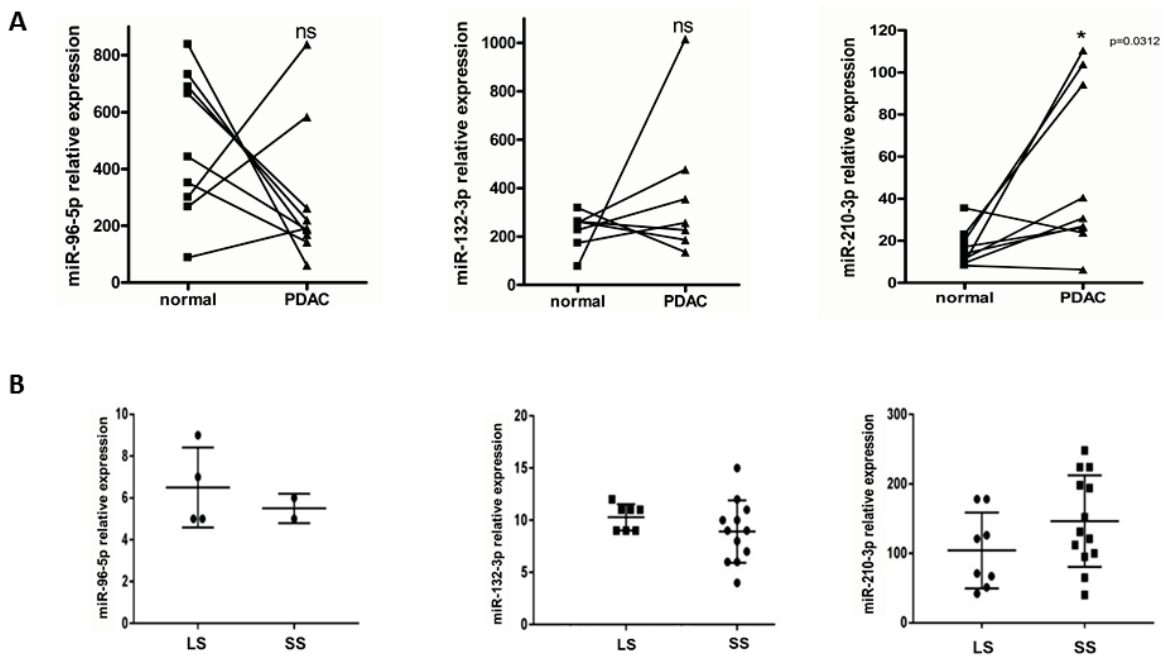 A
miR-96-5p relative expression
800
600
400
200
0
ns
normal PDAC
miR-132-3p relative expression
1000
800
600
400
200
0
ns
normal PDAC
miR-210-3p relative expression
120
100
80
60
40
20
0
*
p=0.0312
normal PDAC
B
miR-96-5p relative expression
10
8
6
4
2
0
LS SS
miR-132-3p relative expression
20
15
10
5
0
LS SS
miR-210-3p relative expression
300
200
100
0
LS SS